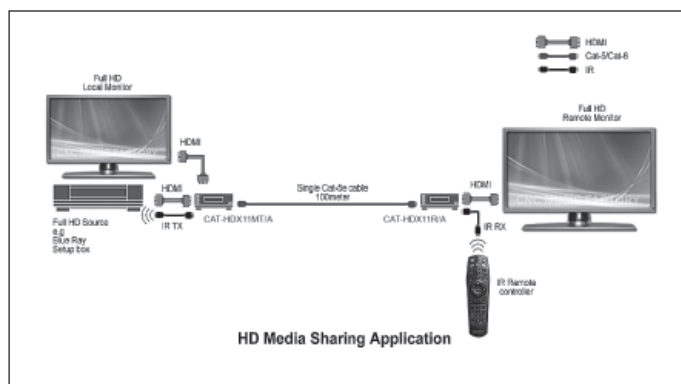 HDMI
Cat-5/Cat-6
IR
Full HD
Local Monitor
Full HD
Remote Monitor
HDMI
HDMI
Single Cat-5e cable
100meter
HDMI
CAT-HDX11MT/A
CAT-HDX11R/A
IR TX
IR RX
Full HD Source
e.g
Blue Ray
Setup box
IR Remote
controller
HD Media Sharing Application